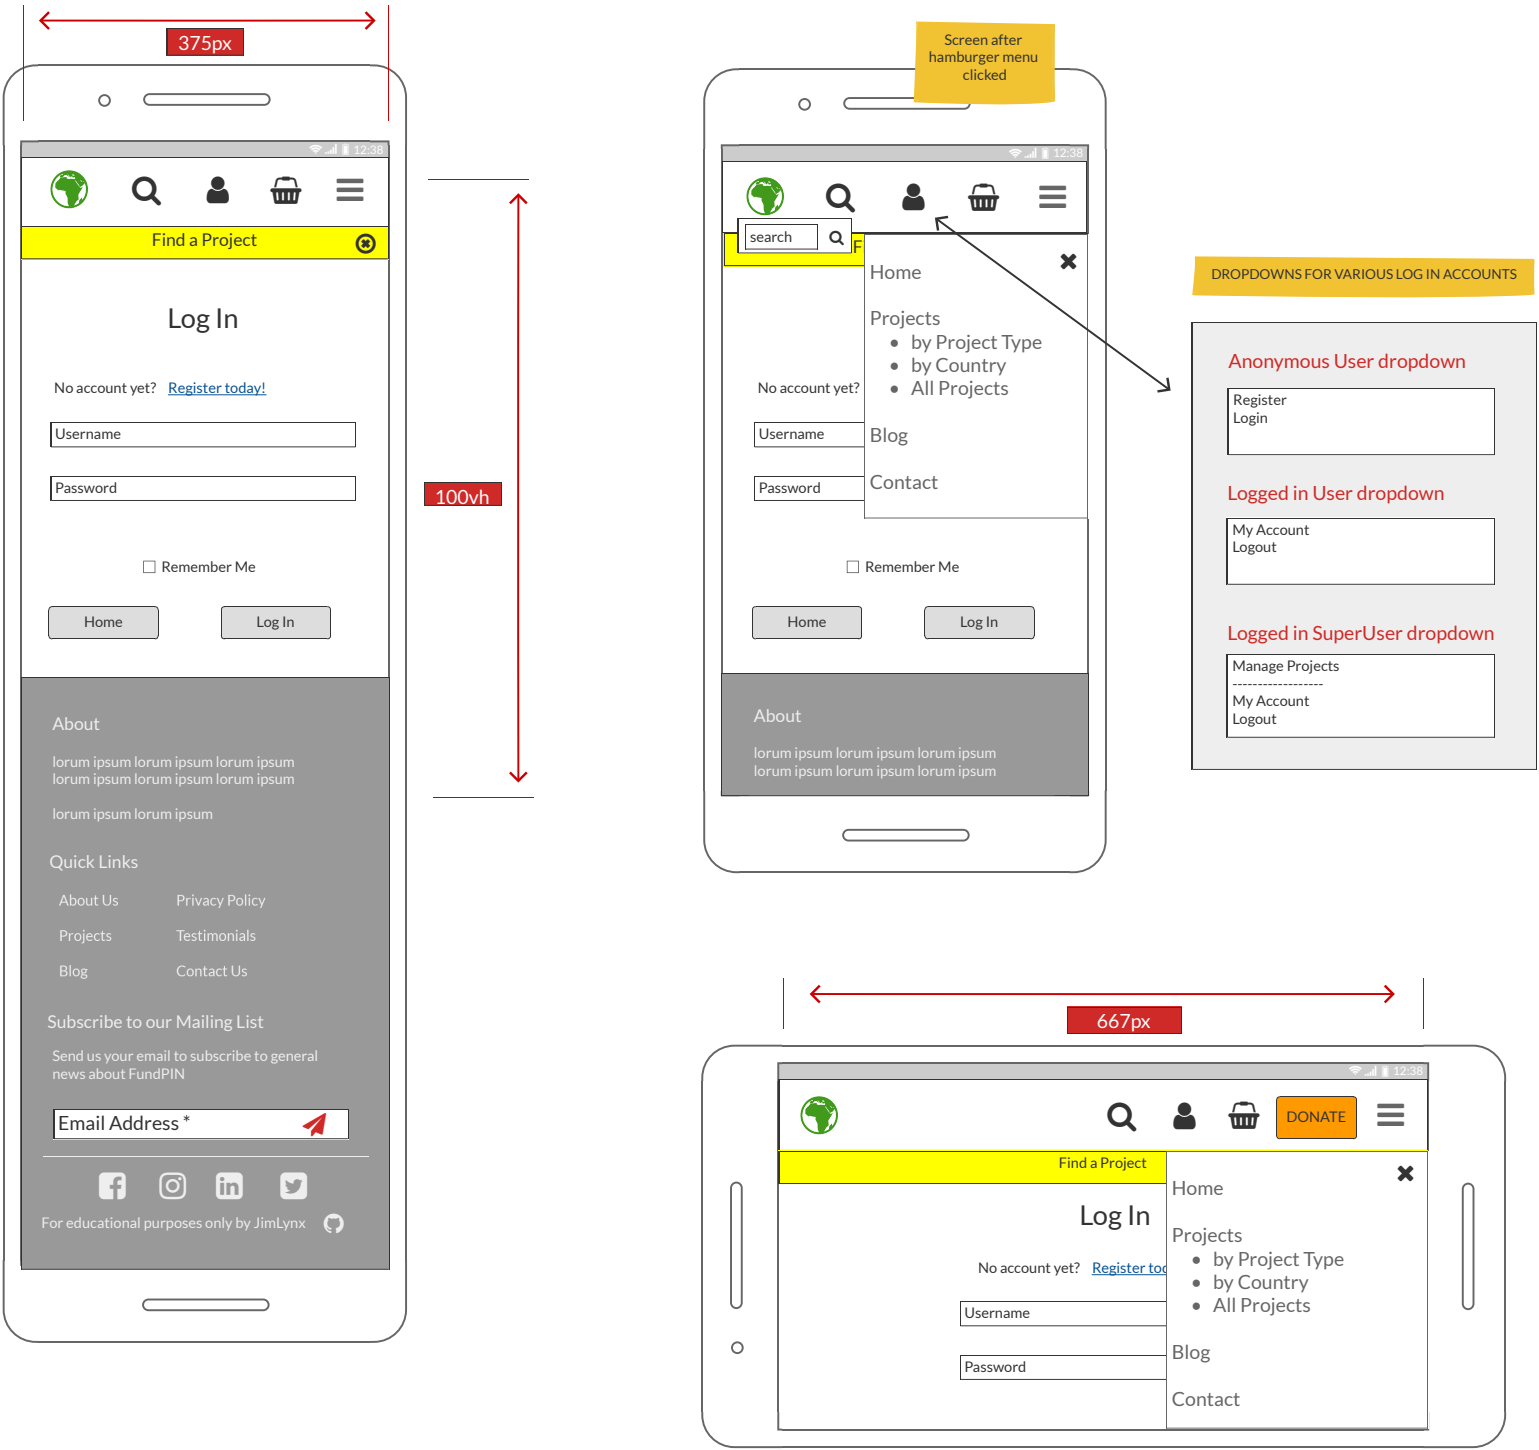 375px
12:38
Find a Project
Log In
No account yet? Register today!
Username
Password
Remember Me
Home Log In
About
lorum ipsum lorum ipsum lorum ipsum
lorum ipsum lorum ipsum lorum ipsum
lorum ipsum lorum ipsum
Quick Links
About Us Privacy Policy
Projects Testimonials
Blog Contact Us
Subscribe to our Mailing List
Send us your email to subscribe to general
news about FundPIN
Email Address *
For educational purposes only by JimLynx
100vh
Screen after
hamburger menu
clicked
12:38
search
F
Home
Projects
• by Project Type
• by Country
• All Projects
Blog
Contact
No account yet?
Username
Password
Remember Me
Home Log In
About
lorum ipsum lorum ipsum lorum ipsum
lorum ipsum lorum ipsum lorum ipsum
DROPDOWNS FOR VARIOUS LOG IN ACCOUNTS
Anonymous User dropdown
Register
Login
Logged in User dropdown
My Account
Logout
Logged in SuperUser dropdown
Manage Projects
------------------
My Account
Logout
667px
12:38
DONATE
Find a Project
Log In
No account yet? Register toc
Username
Password
Home
Projects
• by Project Type
• by Country
• All Projects
Blog
Contact